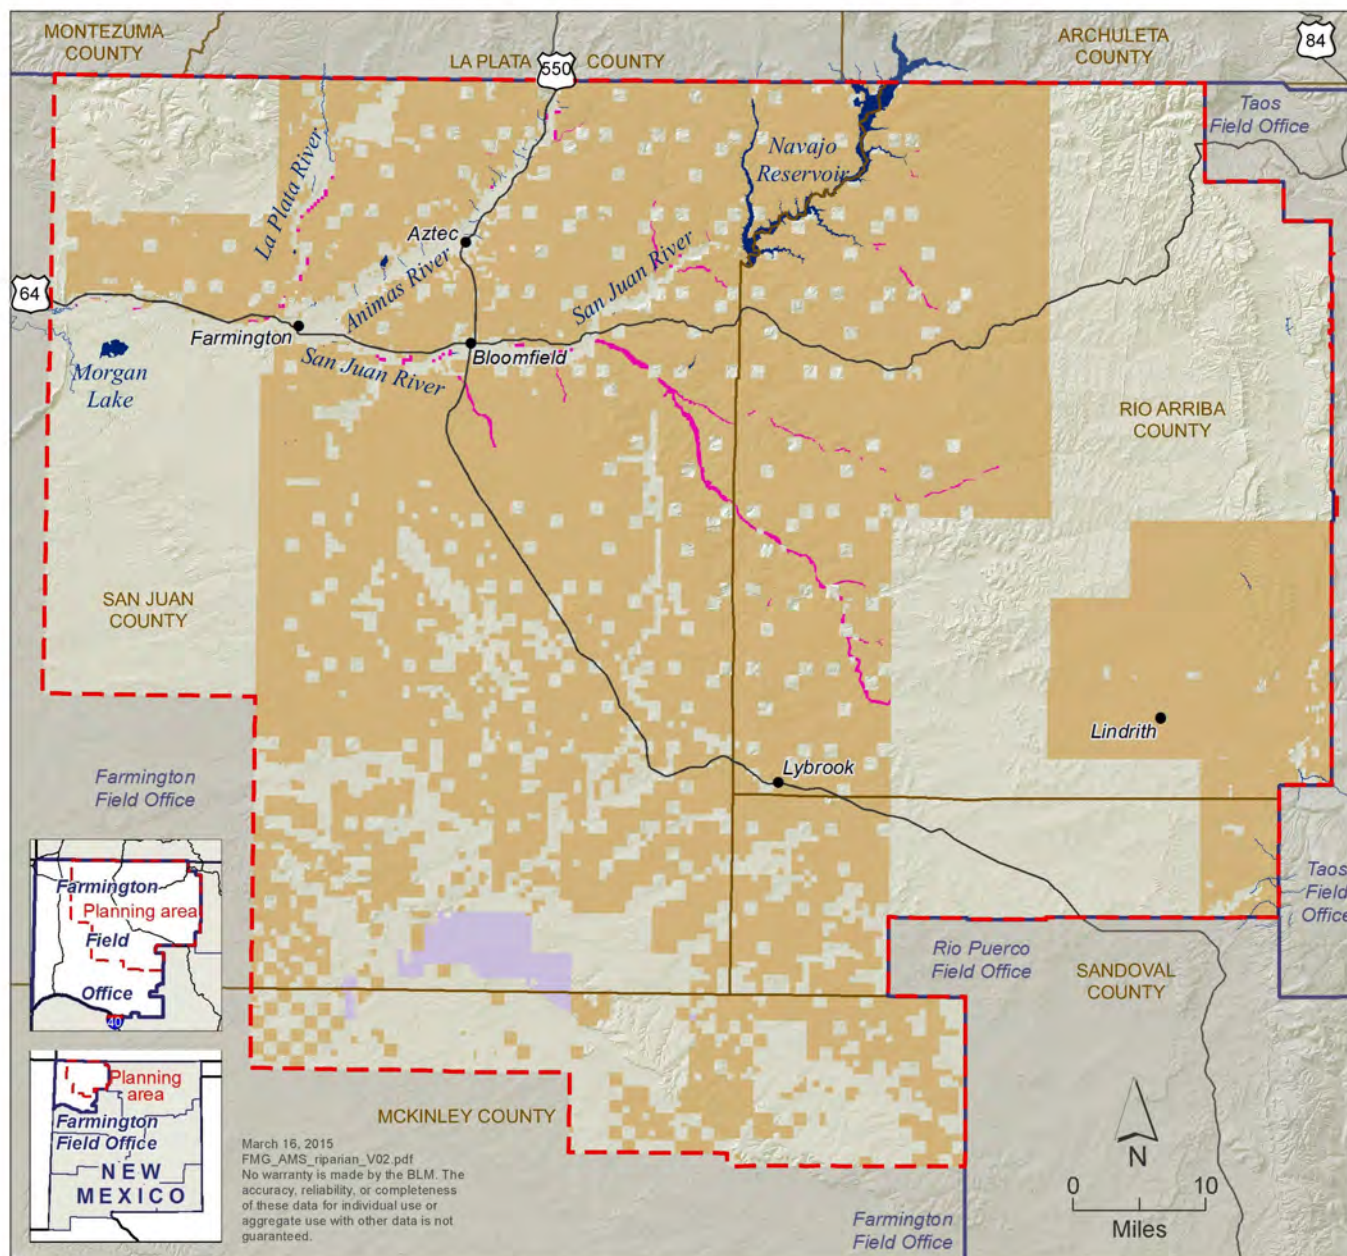 MONTEZUMA
COUNTY
LA PLATA
COUNTY
550
ARCHULETA
COUNTY
84
Taos
Field Office
La Plata River
Navajo
Reservoir
Aztec
Animas River
San Juan River
64
Farmington
Bloomfield
San Juan River
Morgan
Lake
RIO ARRIBA
COUNTY
SAN JUAN
COUNTY
Lindrith
Lybrook
Farmington
Field Office
Farmington
Planning area
Field
Office
40
Taos
Field
Office
Rio Puerco
Field Office
SANDOVAL
COUNTY
Planning
area
Farmington
Field Office
NEW
MEXICO
MCKINLEY COUNTY
March 16, 2015
FMG_AMS_riparian_V02.pdf
No warranty is made by the BLM. The
accuracy, reliability, or completeness
of these data for individual use or
aggregate use with other data is not
guaranteed.
N
0 10
Miles
Farmington
Field Office